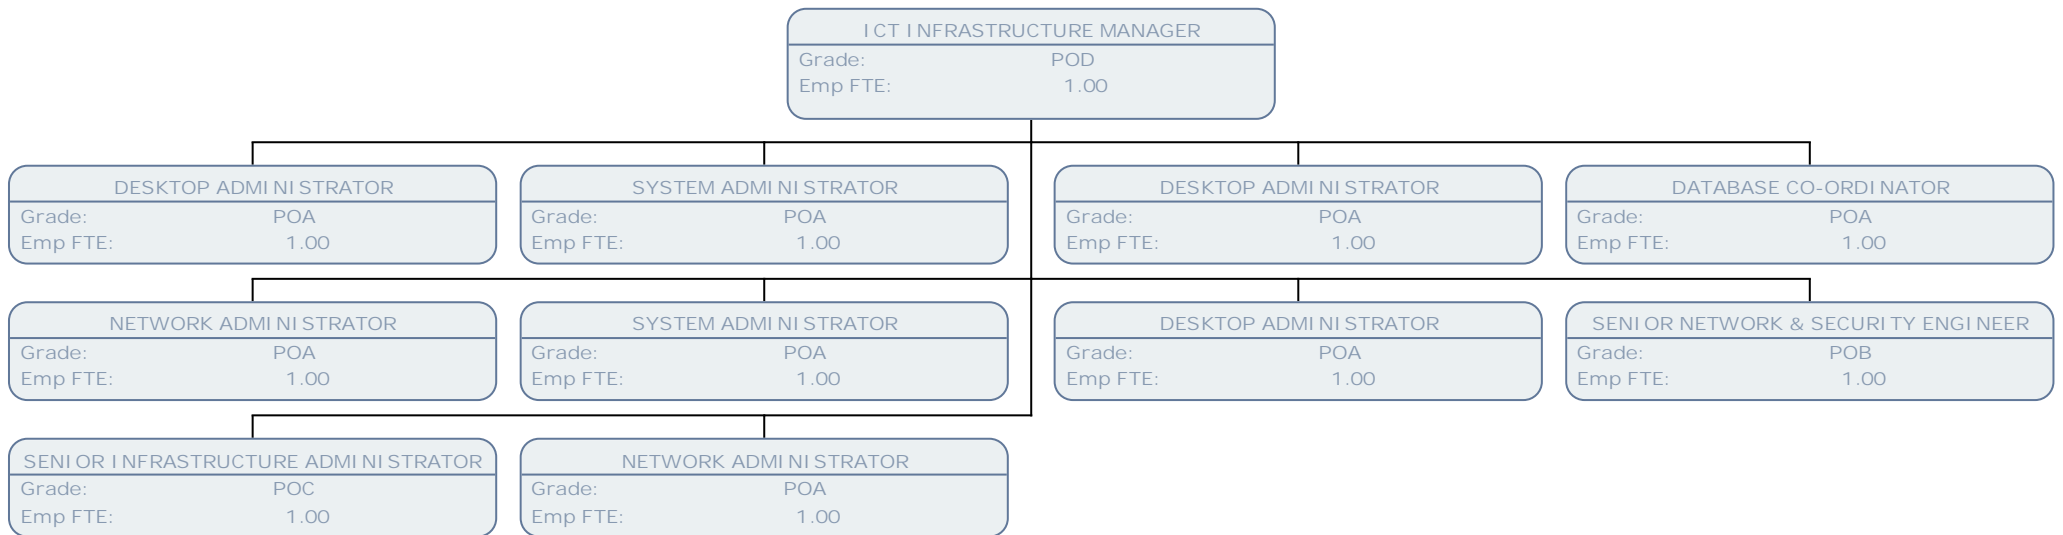 ICT INFRASTRUCTURE MANAGER
Grade: POD
Emp FTE: 1.00
DESKTOP ADMINISTRATOR
Grade: POA
Emp FTE: 1.00
SYSTEM ADMINISTRATOR
Grade: POA
Emp FTE: 1.00
DESKTOP ADMINISTRATOR
Grade: POA
Emp FTE: 1.00
DATABASE CO-ORDINATOR
Grade: POA
Emp FTE: 1.00
NETWORK ADMINISTRATOR
Grade: POA
Emp FTE: 1.00
SYSTEM ADMINISTRATOR
Grade: POA
Emp FTE: 1.00
DESKTOP ADMINISTRATOR
Grade: POA
Emp FTE: 1.00
SENIOR NETWORK & SECURITY ENGINEER
Grade: POB
Emp FTE: 1.00
SENIOR INFRASTRUCTURE ADMINISTRATOR
Grade: POC
Emp FTE: 1.00
NETWORK ADMINISTRATOR
Grade: POA
Emp FTE: 1.00